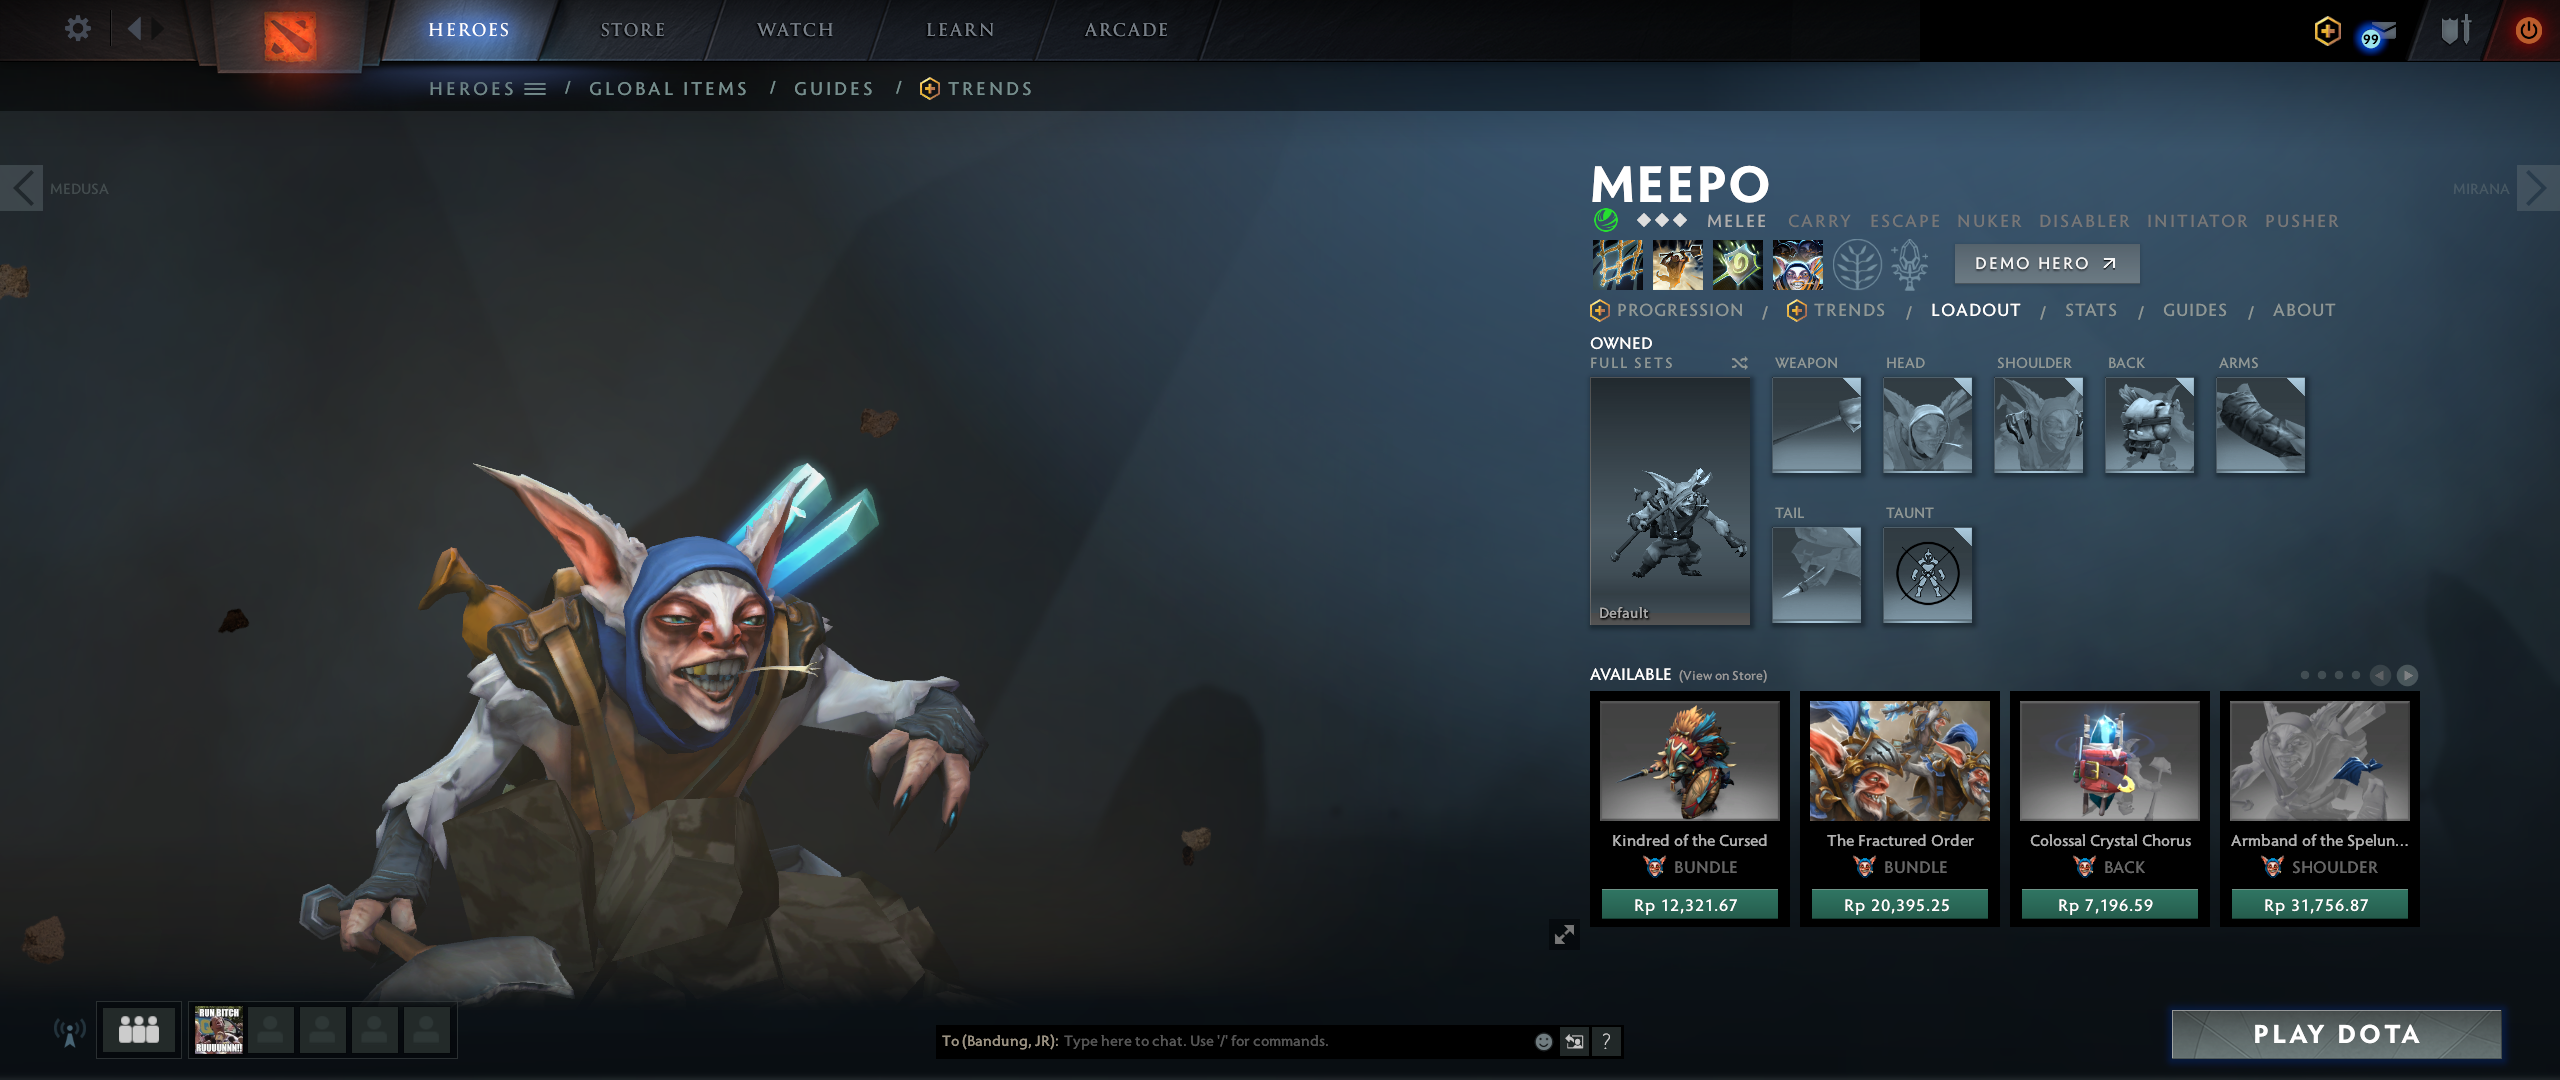 HEROES STORE WATCH LEARN ARCADE
99
HEROES / GLOBAL ITEMS / GUIDES / TRENDS
MEDUSA
MIRANA
MEEPO
MELEE CARRY ESCAPE NUKER DISABLER INITIATOR PUSHER
DEMO HERO
PROGRESSION / TRENDS / LOADOUT / STATS / GUIDES / ABOUT
OWNED
FULL SETS WEAPON HEAD SHOULDER BACK ARMS
TAIL TAUNT
Default
AVAILABLE (View on Store)
Kindred of the Cursed The Fractured Order Colossal Crystal Chorus Armband of the Spelun...
BUNDLE BUNDLE BACK SHOULDER
Rp 12,321.67 Rp 20,395.25 Rp 7,196.59 Rp 31,756.87
RUN BITCH
RUUUUNNN!!
To (Bandung, JR): Type here to chat. Use '/' for commands.
?
PLAY DOTA